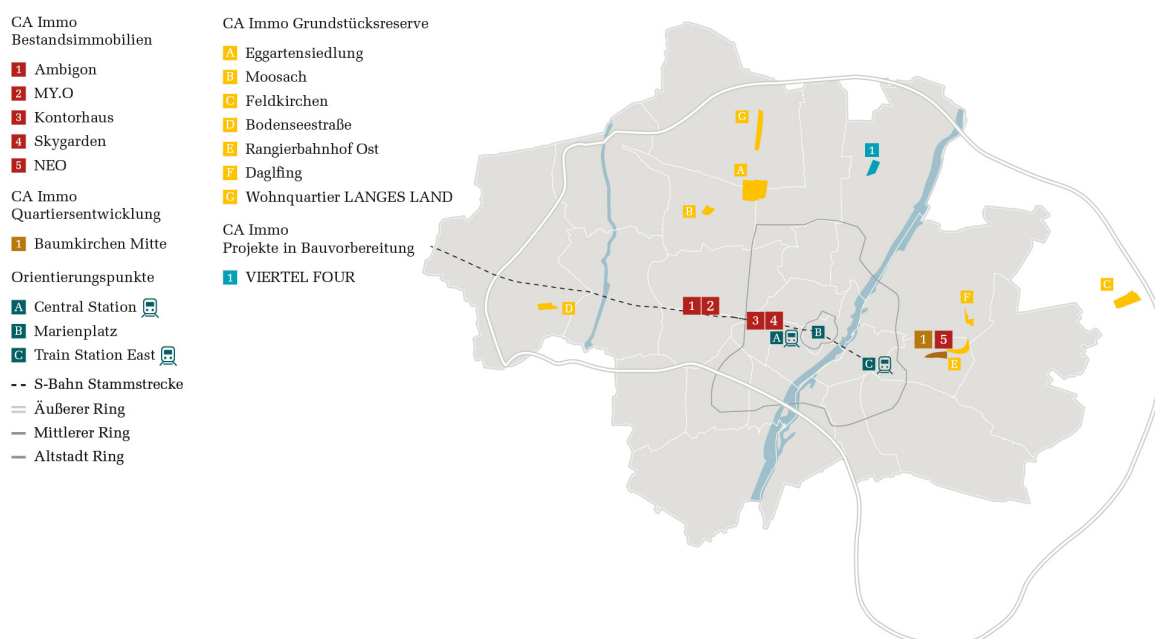 CA Immo
Bestandsimmobilien
1 Ambigon
2 MY.O
3 Kontorhaus
4 Skygarden
5 NEO
CA Immo
Quartiersentwicklung
1 Baumkirchen Mitte
Orientierungspunkte
A Central Station
B Marienplatz
C Train Station East
S-Bahn Stammstrecke
Äußerer Ring
Mittlerer Ring
Altstadt Ring
CA Immo Grundstücksreserve
A Eggartensiedlung
B Moosach
C Feldkirchen
D Bodenseestraße
E Rangierbahnhof Ost
F Daglfing
G Wohnquartier LANGES LAND
CA Immo
Projekte in Bauvorbereitung
1 VIERTEL FOUR
G
1
A
B
C
F
D
1 2
3 4
A
B
1 5
C
E